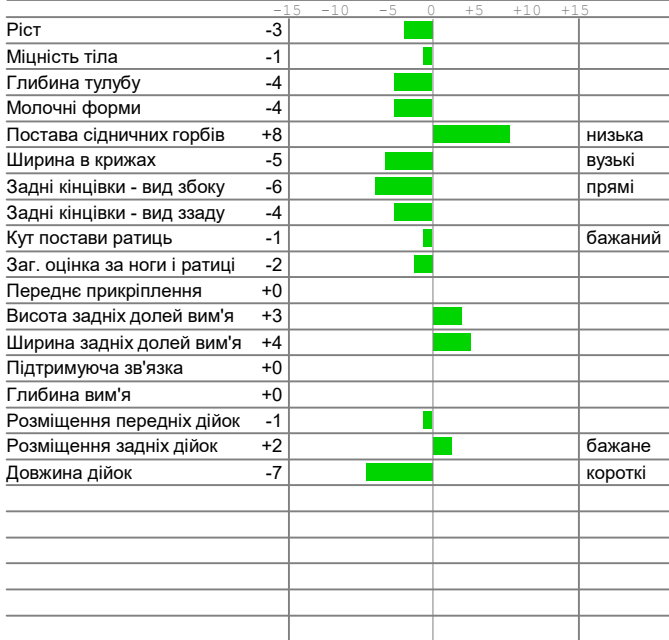 -15 -10 -5 0 +5 +10 +15
Ріст -3
Міцність тіла -1
Глибина тулубу -4
Молочні форми -4
Постава сідничних горбів +8 низька
Ширина в крижах -5 вузькі
Задні кінцівки - вид збоку -6 прямі
Задні кінцівки - вид ззаду -4
Кут постави ратиць -1 бажаний
Заг. оцінка за ноги і ратиці -2
Переднє прикріплення +0
Висота задніх долей вим'я +3
Ширина задніх долей вим'я +4
Підтримуюча зв'язка +0
Глибина вим'я +0
Розміщення передніх дійок -1
Розміщення задніх дійок +2 бажане
Довжина дійок -7 короткі